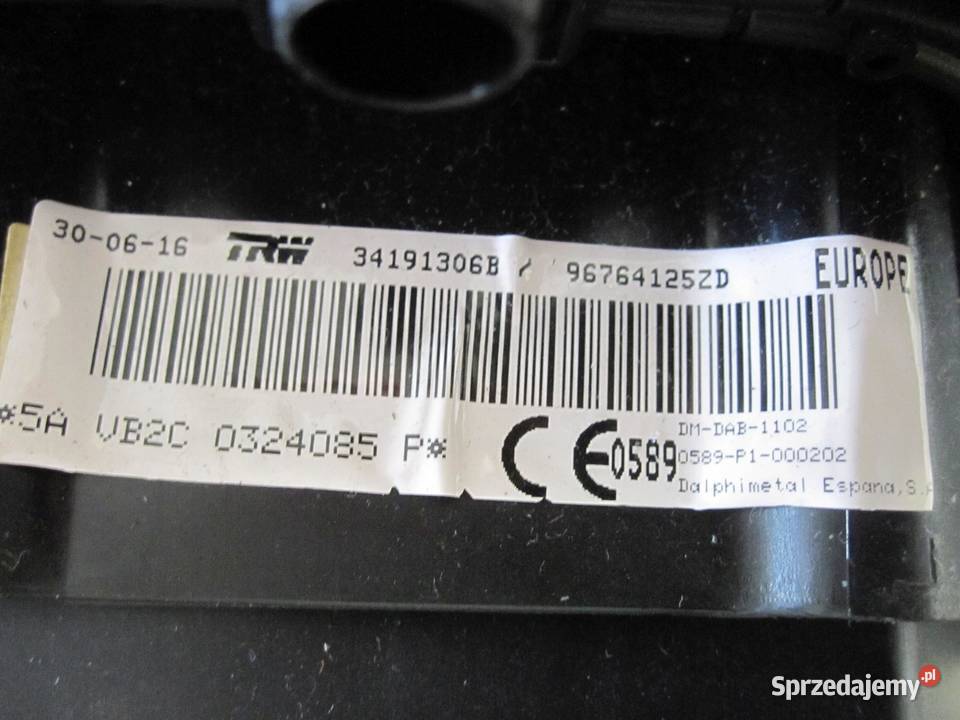 30-06-16 TRW 34191306B / 96764125ZD EUROPE
*5A VB2C 0324085 P* CE 0589
DM-DAB-1102
0589-P1-000202
Dalphimetal Espana,S.
Sprzedajemy.pl